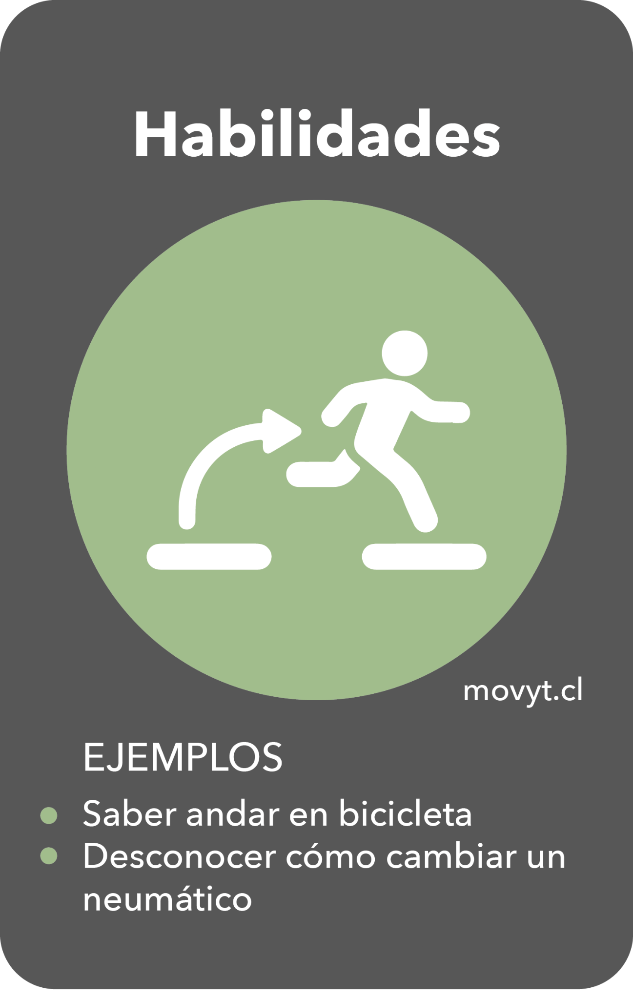 Habilidades
movyt.cl
EJEMPLOS
Saber andar en bicicleta
Desconocer cómo cambiar un
neumático